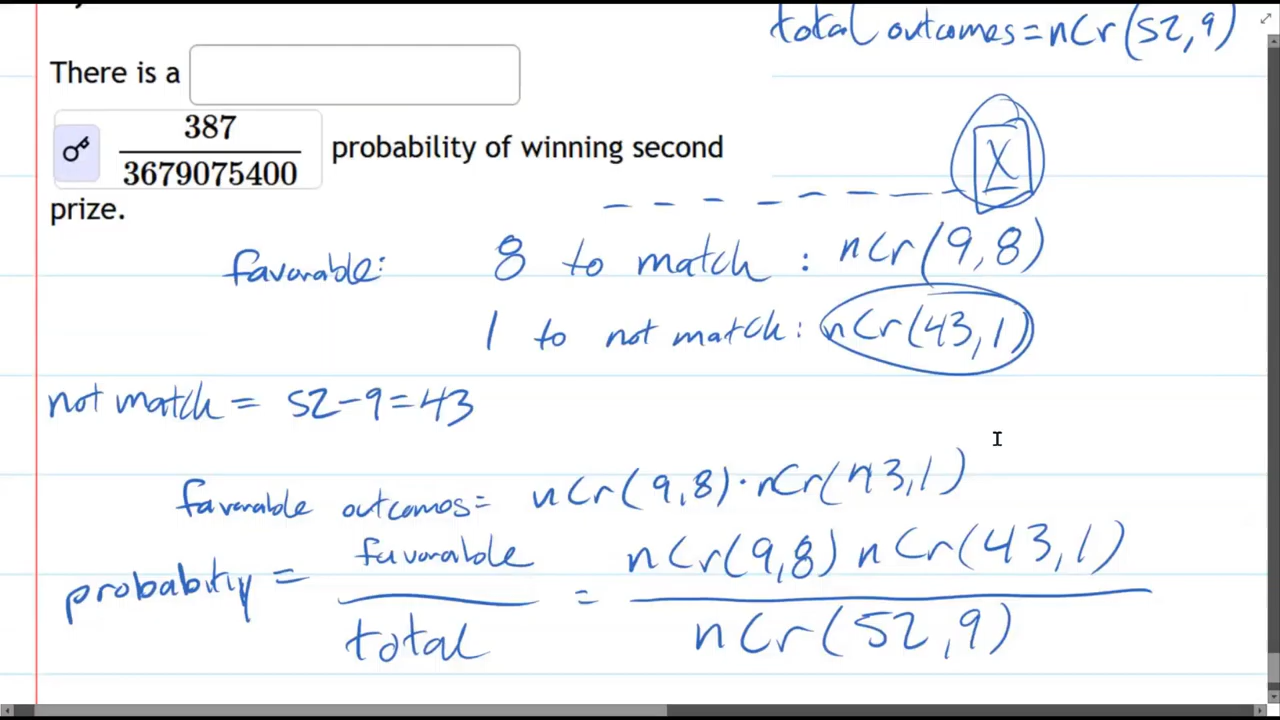 total outcomes = nCr(52,9)
There is a
387
3679075400
probability of winning second
prize.
X
favorable: 8 to match : nCr(9,8)
1 to not match: nCr(43,1)
not match = 52-9=43
favorable outcomes= nCr(9,8)·nCr(43,1)
probability = favorable = nCr(9,8) nCr(43,1)
total nCr(52,9)